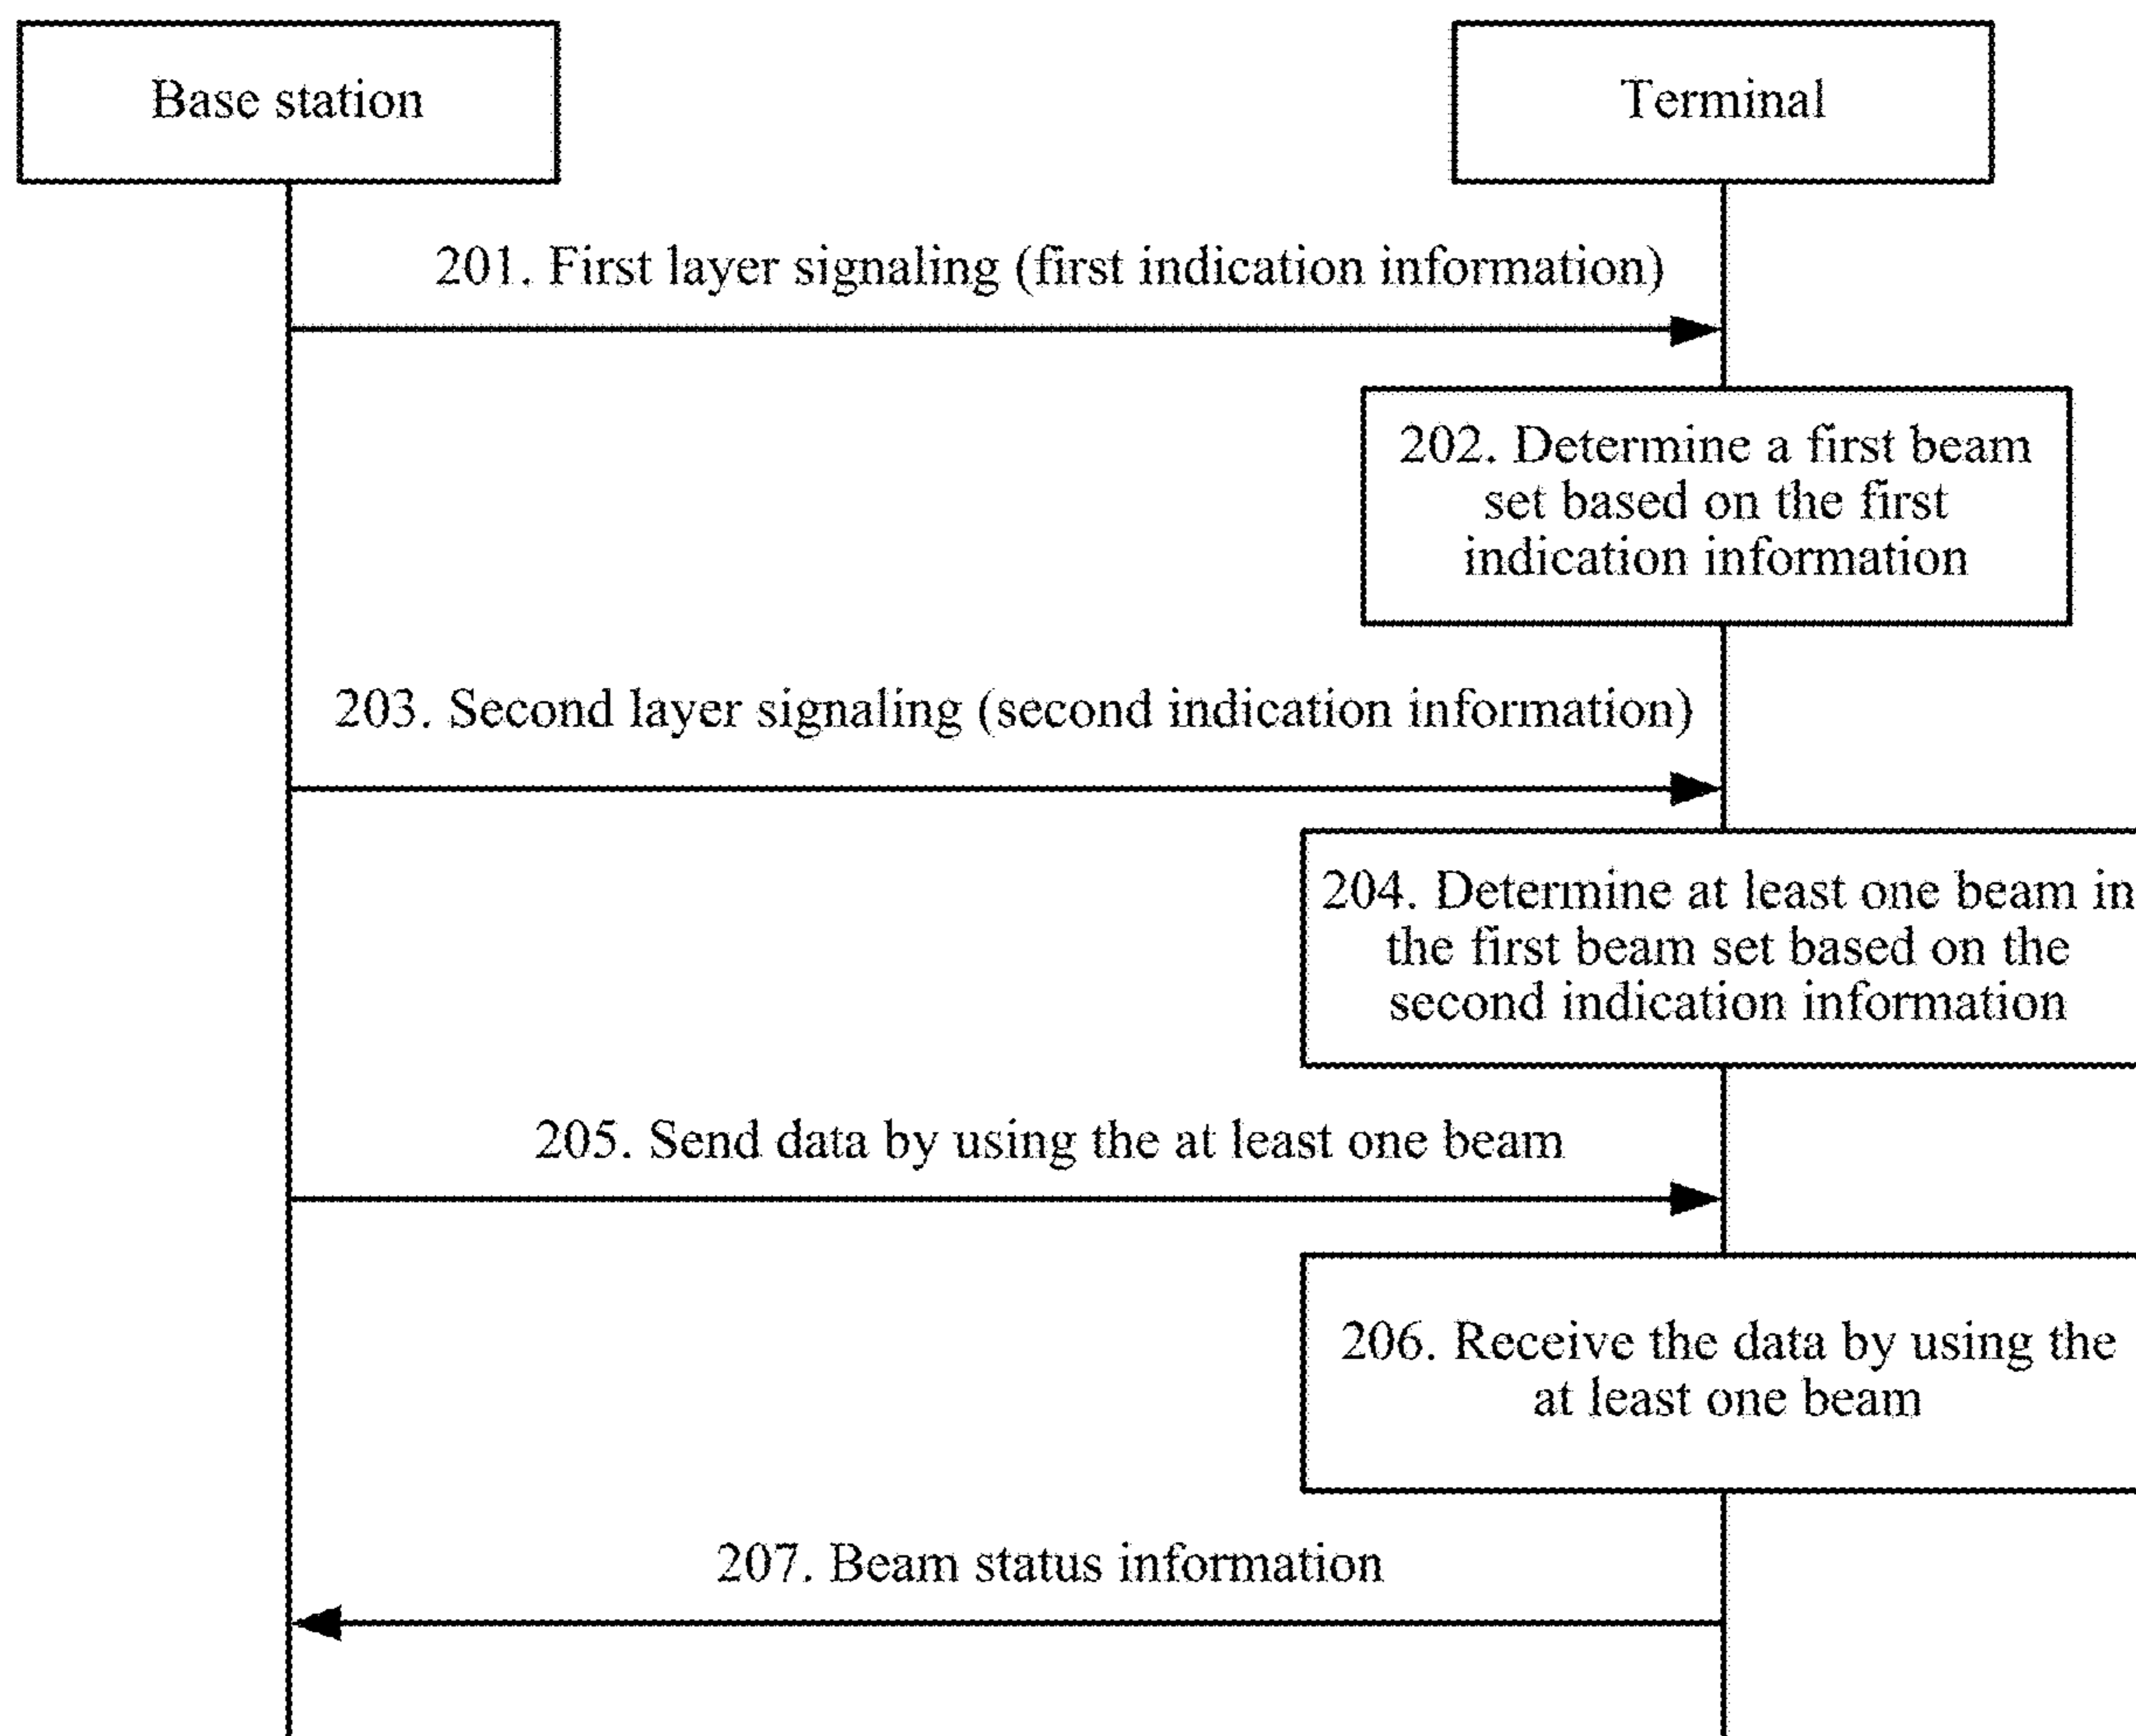 Base station
Terminal
201. First layer signaling (first indication information)
202. Determine a first beam
set based on the first
indication information
203. Second layer signaling (second indication information)
204. Determine at least one beam in
the first beam set based on the
second indication information
205. Send data by using the at least one beam
206. Receive the data by using the
at least one beam
207. Beam status information